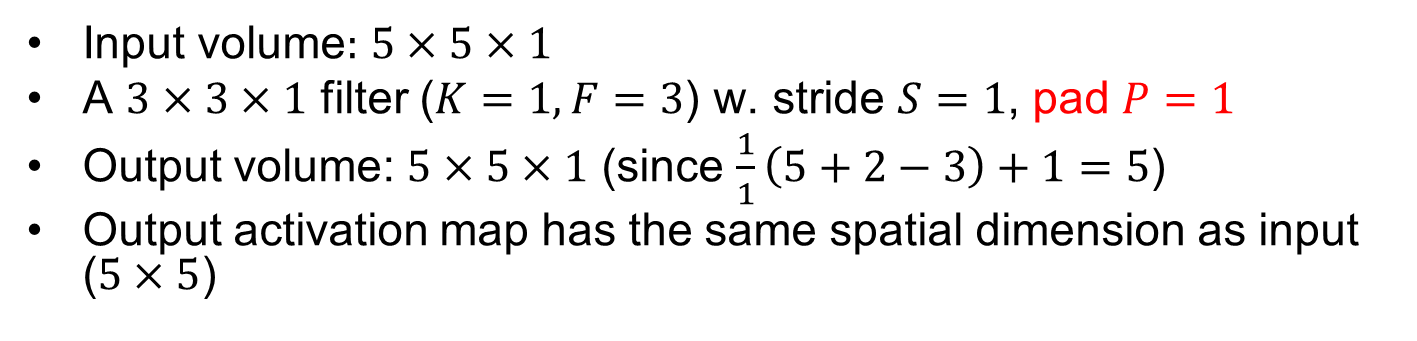 • Input volume: 5 × 5 × 1
• A 3 × 3 × 1 filter (K = 1, F = 3) w. stride S = 1, pad P = 1
• Output volume: 5 × 5 × 1 (since 1/1 (5 + 2 − 3) + 1 = 5)
• Output activation map has the same spatial dimension as input
(5 × 5)